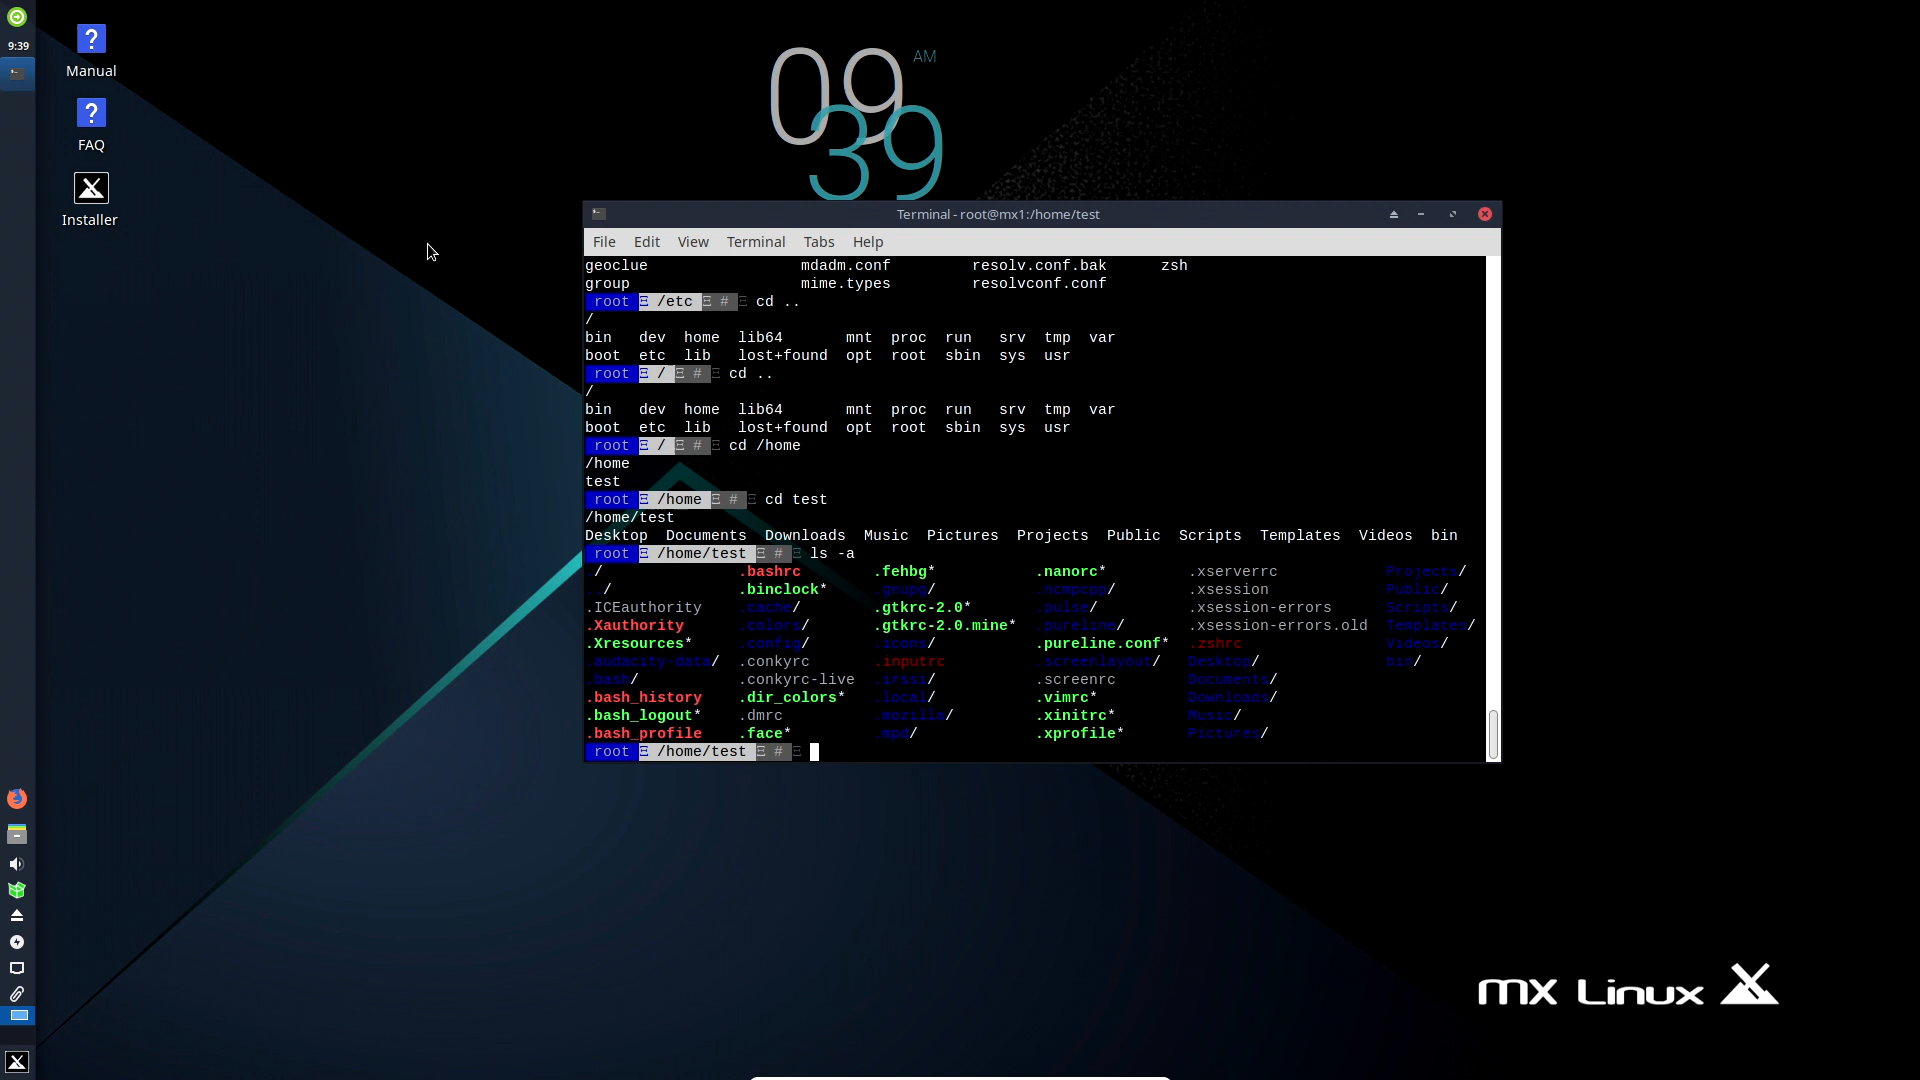 9:39
Manual
FAQ
Installer
09 AM
39
Terminal - root@mx1:/home/test
File Edit View Terminal Tabs Help
geoclue mdadm.conf resolv.conf.bak zsh
group mime.types resolvconf.conf
root Ξ /etc Ξ # Ξ cd ..
/
bin dev home lib64 mnt proc run srv tmp var
boot etc lib lost+found opt root sbin sys usr
root Ξ / Ξ # Ξ cd ..
/
bin dev home lib64 mnt proc run srv tmp var
boot etc lib lost+found opt root sbin sys usr
root Ξ / Ξ # Ξ cd /home
/home
test
root Ξ /home Ξ # Ξ cd test
/home/test
Desktop Documents Downloads Music Pictures Projects Public Scripts Templates Videos bin
root Ξ /home/test Ξ # Ξ ls -a
./ .bashrc .fehbg* .nanorc* .xserverrc Projects/
../ .binclock* .gnupg/ .ncmpcpp/ .xsession Public/
.ICEauthority .cache/ .gtkrc-2.0* .pulse/ .xsession-errors Scripts/
.Xauthority .colors/ .gtkrc-2.0.mine* .pureline/ .xsession-errors.old Templates/
.Xresources* .config/ .icons/ .pureline.conf* .zshrc Videos/
.audacity-data/ .conkyrc .inputrc .screenlayout/ Desktop/ bin/
.bash/ .conkyrc-live .irssi/ .screenrc Documents/
.bash_history .dir_colors* .local/ .vimrc* Downloads/
.bash_logout* .dmrc .mozilla/ .xinitrc* Music/
.bash_profile .face* .mpd/ .xprofile* Pictures/
root Ξ /home/test Ξ # Ξ
mx Linux